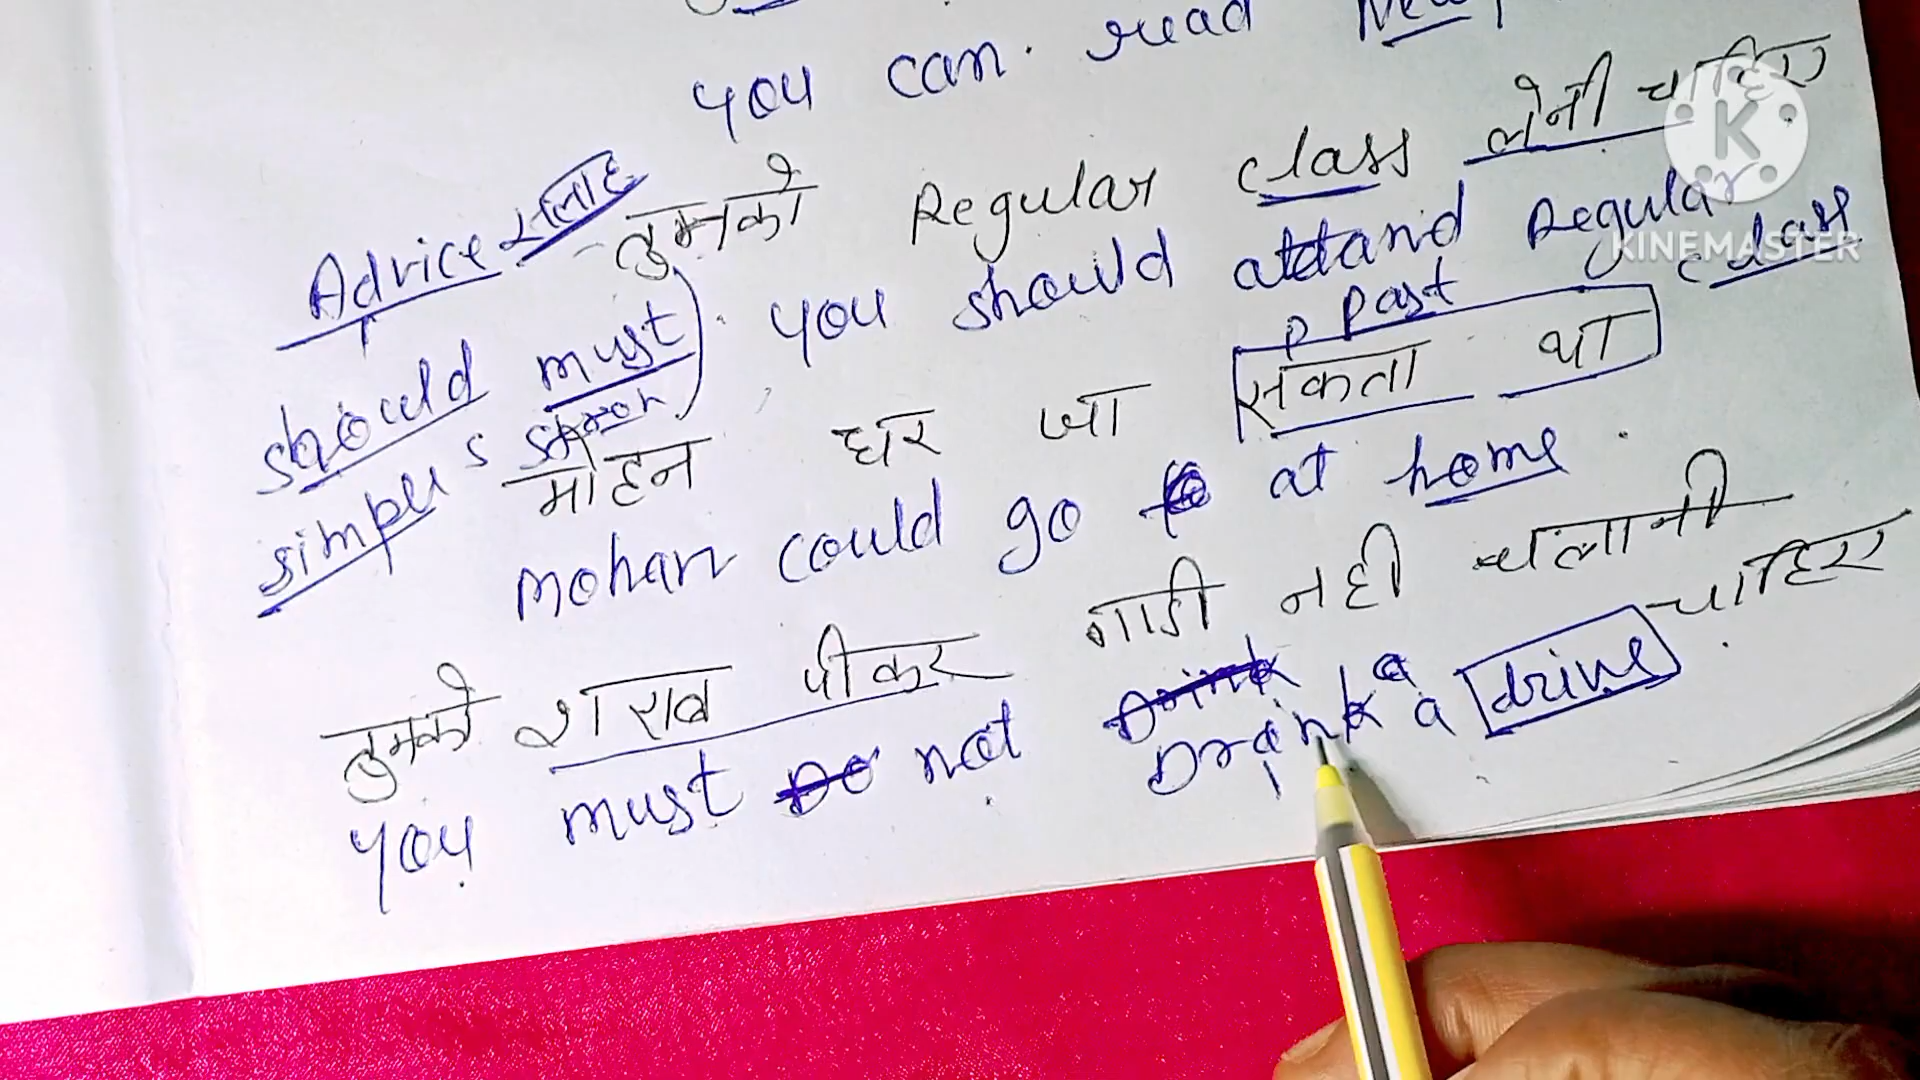 you can. read
Advice सलाह
तुमको Regular class लेनी चाहिए
should must
you should attand Regular class
simple
Past
मोहन घर जा सकता था
mohan could go at home.
तुमको शराब पीकर गाडी नही चलानी चाहिए
you must not Drink a drive
K
KINEMASTER